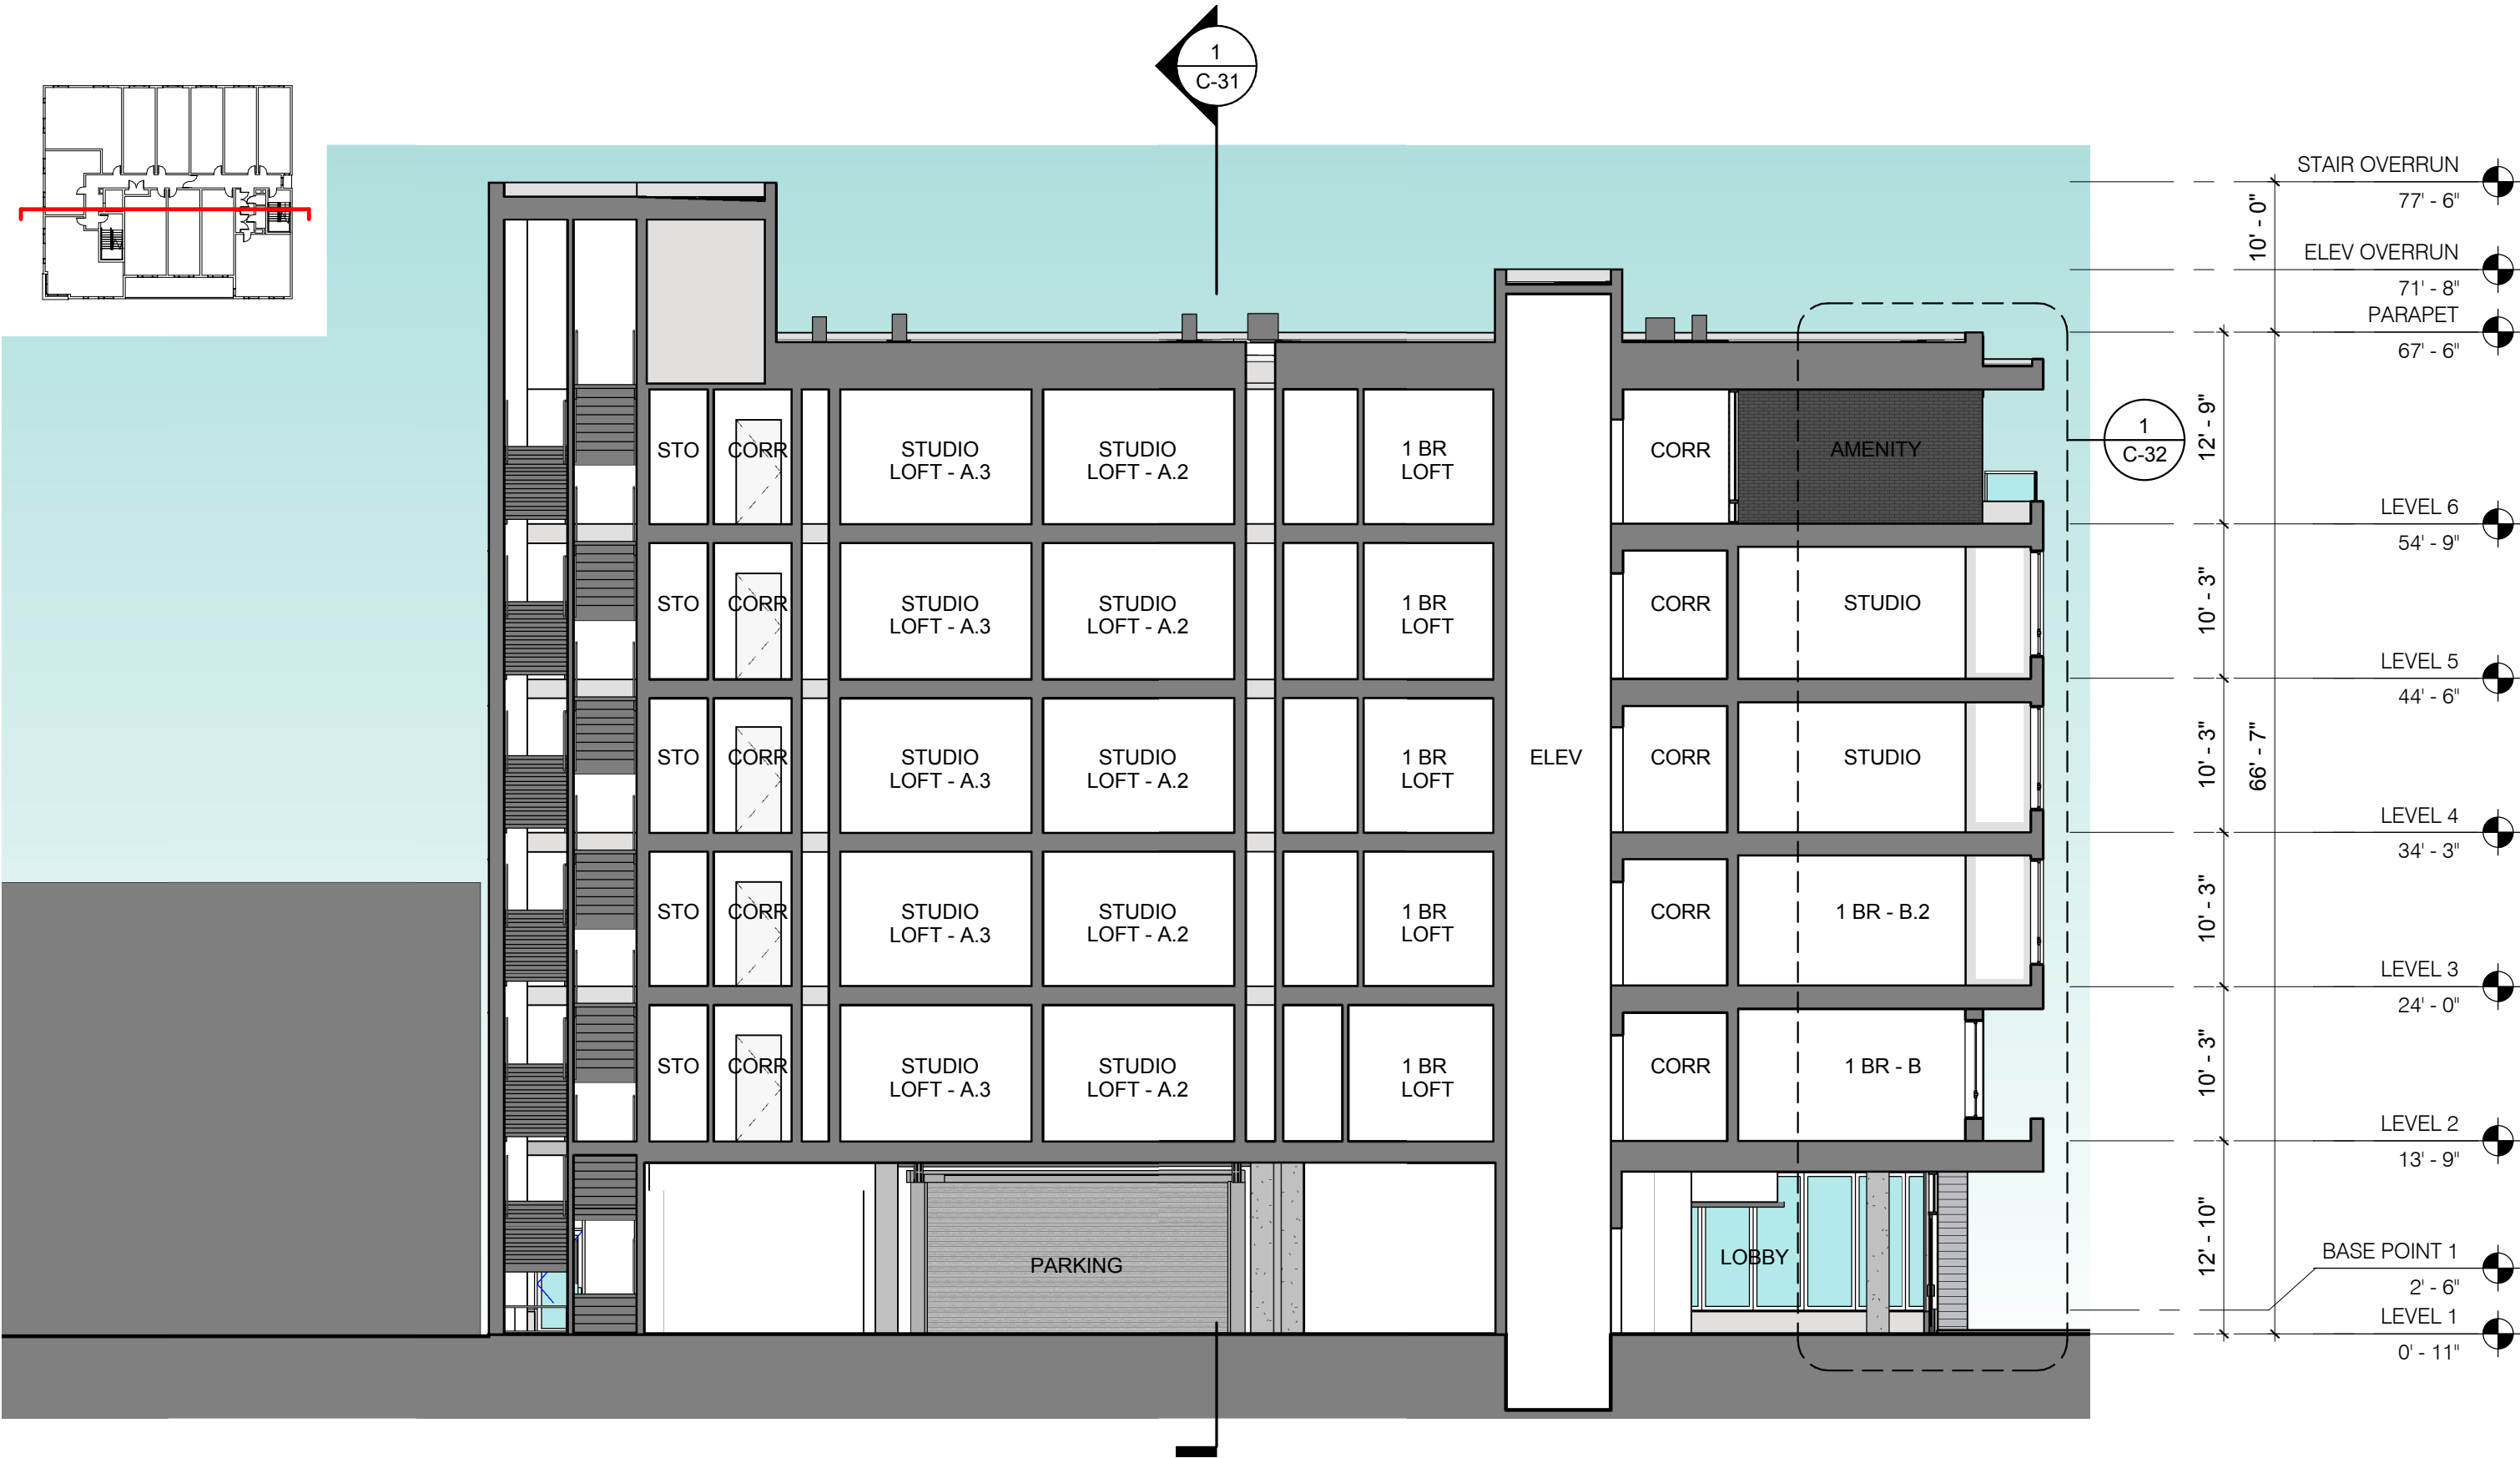 1
C-31
STAIR OVERRUN
77' - 6"
10' - 0"
ELEV OVERRUN
71' - 8"
PARAPET
67' - 6"
12' - 9"
1
C-32
STO
CORR
STUDIO
LOFT - A.3
STUDIO
LOFT - A.2
1 BR
LOFT
CORR
AMENITY
LEVEL 6
54' - 9"
10' - 3"
STO
CORR
STUDIO
LOFT - A.3
STUDIO
LOFT - A.2
1 BR
LOFT
CORR
STUDIO
LEVEL 5
44' - 6"
10' - 3"
66' - 7"
STO
CORR
STUDIO
LOFT - A.3
STUDIO
LOFT - A.2
1 BR
LOFT
ELEV
CORR
STUDIO
LEVEL 4
34' - 3"
10' - 3"
STO
CORR
STUDIO
LOFT - A.3
STUDIO
LOFT - A.2
1 BR
LOFT
CORR
1 BR - B.2
LEVEL 3
24' - 0"
10' - 3"
STO
CORR
STUDIO
LOFT - A.3
STUDIO
LOFT - A.2
1 BR
LOFT
CORR
1 BR - B
LEVEL 2
13' - 9"
12' - 10"
PARKING
LOBBY
BASE POINT 1
2' - 6"
LEVEL 1
0' - 11"